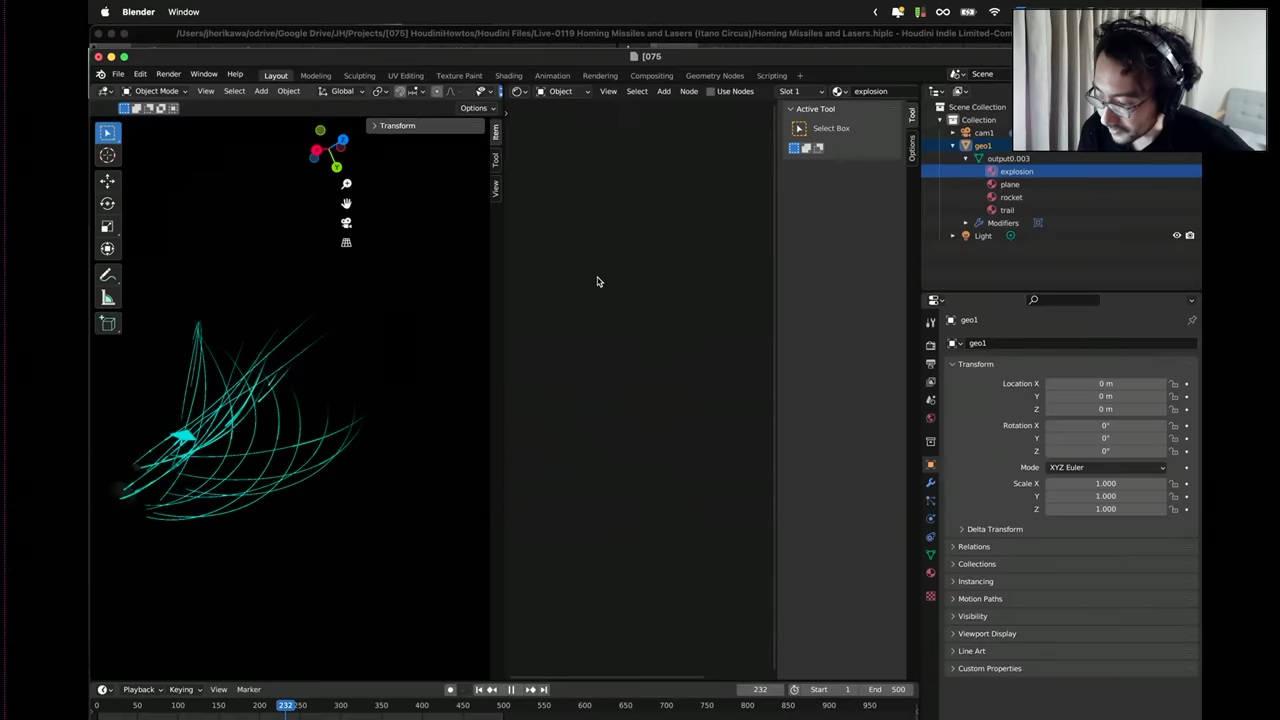 Blender Window
/Users/jhorikawa/odrive/Google Drive/JH/Projects/[075] HoudiniHowtos/Houdini Files/Live-0119 Homing Missiles and Lasers (Itano Circus)/Homing Missiles and Lasers.hiplc - Houdini Indie Limited-Com
[075
File Edit Render Window Help Layout Modeling Sculpting UV Editing Texture Paint Shading Animation Rendering Compositing Geometry Nodes Scripting + Scene
Object Mode View Select Add Object Global Object View Select Add Node Use Nodes Slot 1 explosion
Options
Transform
Item
Tool
View
Active Tool
Select Box
Tool
Options
Scene Collection
Collection
cam1
geo1
output0.003
explosion
plane
rocket
trail
Modifiers
Light
geo1
geo1
Transform
Location X 0 m
Y 0 m
Z 0 m
Rotation X 0°
Y 0°
Z 0°
Mode XYZ Euler
Scale X 1.000
Y 1.000
Z 1.000
Delta Transform
Relations
Collections
Instancing
Motion Paths
Visibility
Viewport Display
Line Art
Custom Properties
Playback Keying View Marker 232 Start 1 End 500
0 50 100 150 200 232 250 300 350 400 450 500 550 600 650 700 750 800 850 900 950 1000 1050